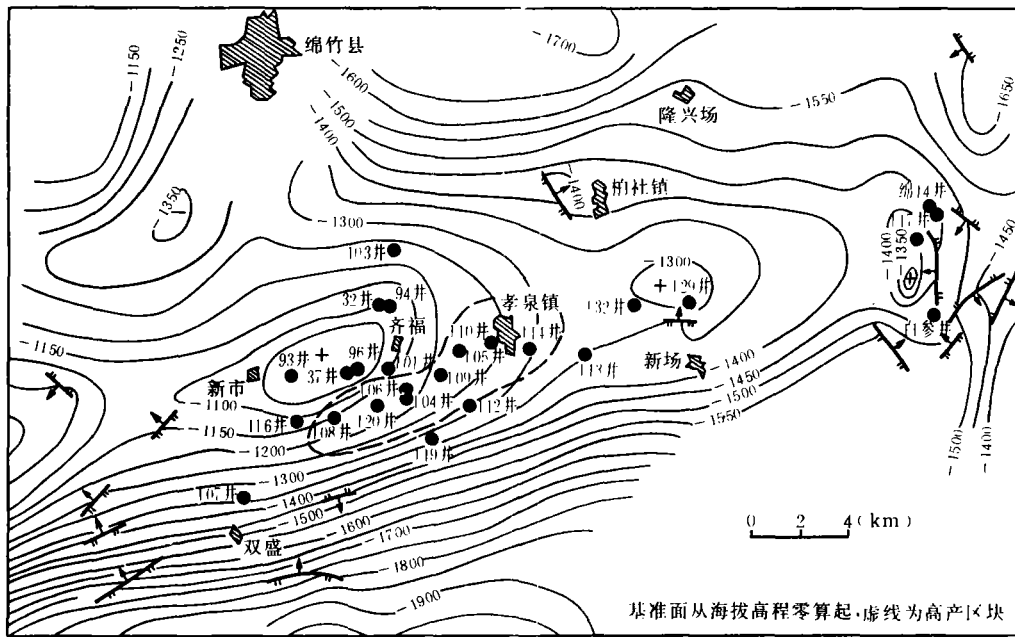 绵竹县
-1150
-1250
-1700
-1600
-1500
-1400
-1550
隆兴场
-1650
-1350
-1400
柏社镇
-1300
-1300
绵14井
-1400
-1350
-1450
103井
-1300
129井
132井
32井
94井
孝泉镇
齐福
110井
114井
-1150
93井
96井
101井
105井
113井
新场
-1400
-1450
-1500
-1550
新市
37井
109井
106井
104井
112井
-1100
-1150
116井
108井
120井
-1200
119井
-1300
107井
-1400
-1500
-1600
-1700
双盛
-1800
-1900
-1500
-1400
0 2 4 (km)
基准面从海拔高程零算起,虚线为高产区块